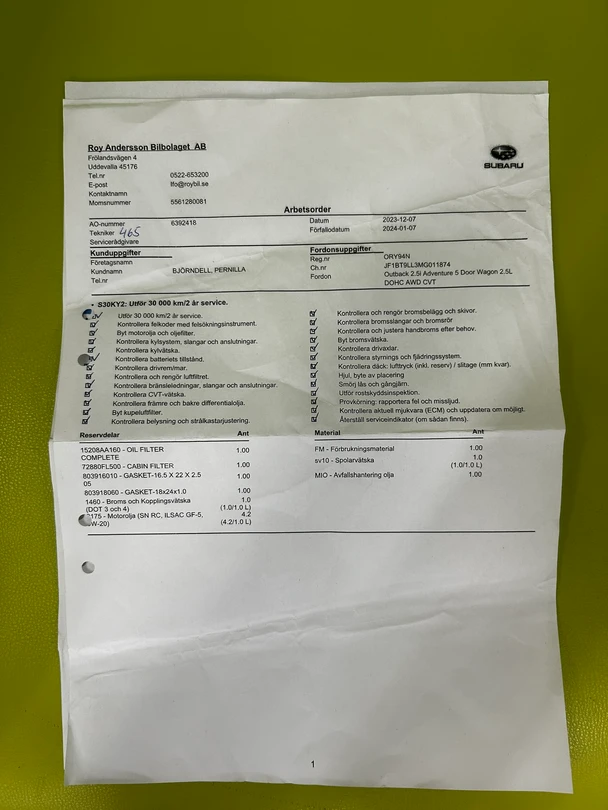 Roy Andersson Bilbolaget AB
Frölandsvägen 4
Uddevalla 45176
Tel.nr 0522-653200
E-post lfo@roybil.se
Kontaktnamn
Momsnummer 5561280081
SUBARU
Arbetsorder
AO-nummer 6392418
Tekniker 465
Servicerådgivare
Datum 2023-12-07
Förfallodatum 2024-01-07
Kunduppgifter
Företagsnamn
Kundnamn BJÖRNDELL, PERNILLA
Tel.nr
Fordonsuppgifter
Reg.nr ORY94N
Ch.nr JF1BT9LL3MG011874
Fordon Outback 2.5i Adventure 5 Door Wagon 2.5L
DOHC AWD CVT
• S30KY2: Utför 30 000 km/2 år service.
Utför 30 000 km/2 år service.
Kontrollera felkoder med felsökningsinstrument.
Byt motorolja och oljefilter.
Kontrollera kylsystem, slangar och anslutningar.
Kontrollera kylvätska.
Kontrollera batteriets tillstånd.
Kontrollera drivrem/mar.
Kontrollera och rengör luftfiltret.
Kontrollera bränsleledningar, slangar och anslutningar.
Kontrollera CVT-vätska.
Kontrollera främre och bakre differentialolja.
Byt kupeluftfilter.
Kontrollera belysning och strålkastarjustering.
Kontrollera och rengör bromsbelägg och skivor.
Kontrollera bromsslangar och bromsrör
Kontrollera och justera handbroms efter behov.
Byt bromsvätska.
Kontrollera drivaxlar.
Kontrollera styrnings och fjädringssystem.
Kontrollera däck: lufttryck (inkl. reserv) / slitage (mm kvar).
Hjul, byte av placering
Smörj lås och gångjärn.
Utför rostskyddsinspektion.
Provkörning: rapportera fel och missljud.
Kontrollera aktuell mjukvara (ECM) och uppdatera om möjligt.
Återställ serviceindikator (om sådan finns).
Reservdelar Ant
15208AA160 - OIL FILTER 1.00
COMPLETE
72880FL500 - CABIN FILTER 1.00
803916010 - GASKET-16.5 X 22 X 2.5 1.00
05
803918060 - GASKET-18x24x1.0 1.00
1460 - Broms och Kopplingsvätska 1.0
(DOT 3 och 4) (1.0/1.0 L)
175 - Motorolja (SN RC, ILSAC GF-5, 4.2
W-20) (4.2/1.0 L)
Material Ant
FM - Förbrukningsmaterial 1.00
sv10 - Spolarvätska 1.0
(1.0/1.0 L)
MIO - Avfallshantering olja 1.00
1